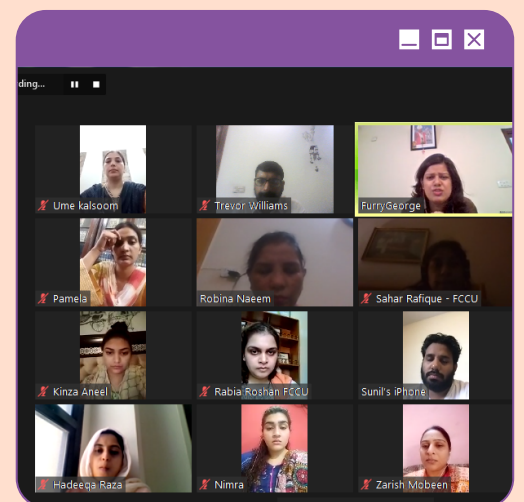 ding...
Ume kalsoom
Trevor Williams
FurryGeorge
Pamela
Robina Naeem
Sahar Rafique - FCCU
Kinza Aneel
Rabia Roshan FCCU
Sunil's iPhone
Hadeeqa Raza
Nimra
Zarish Mobeen